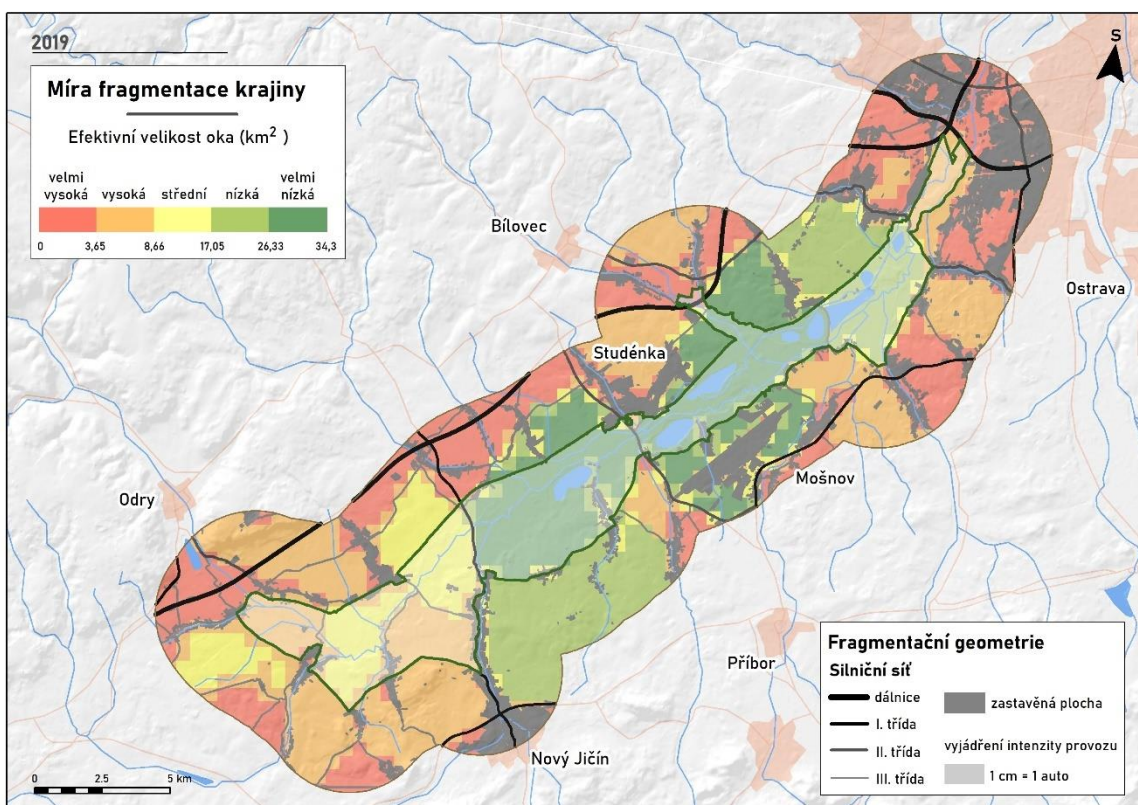 2019
Míra fragmentace krajiny
Efektivní velikost oka (km2 )
velmi vysoká
vysoká
střední
nízká
velmi nízká
0 3,65 8,66 17,05 26,33 34,3
S
Bílovec
Ostrava
Studénka
Mošnov
Odry
Příbor
Nový Jičín
0 2.5 5 km
Fragmentační geometrie
Silniční síť
dálnice
I. třída
II. třída
III. třída
zastavěná plocha
vyjádření intenzity provozu
1 cm = 1 auto